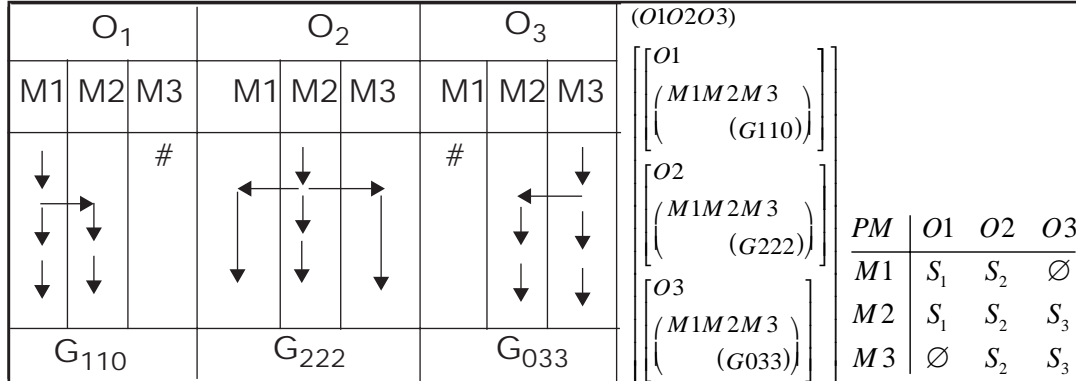 O1 O2 O3
M1 M2 M3 M1 M2 M3 M1 M2 M3
# #
G110 G222 G033
(O1O2O3)
O1
(M1M2M3
(G110))
O2
(M1M2M3
(G222))
O3
(M1M2M3
(G033))
PM O1 O2 O3
M1 S1 S2 ∅
M2 S1 S2 S3
M3 ∅ S2 S3